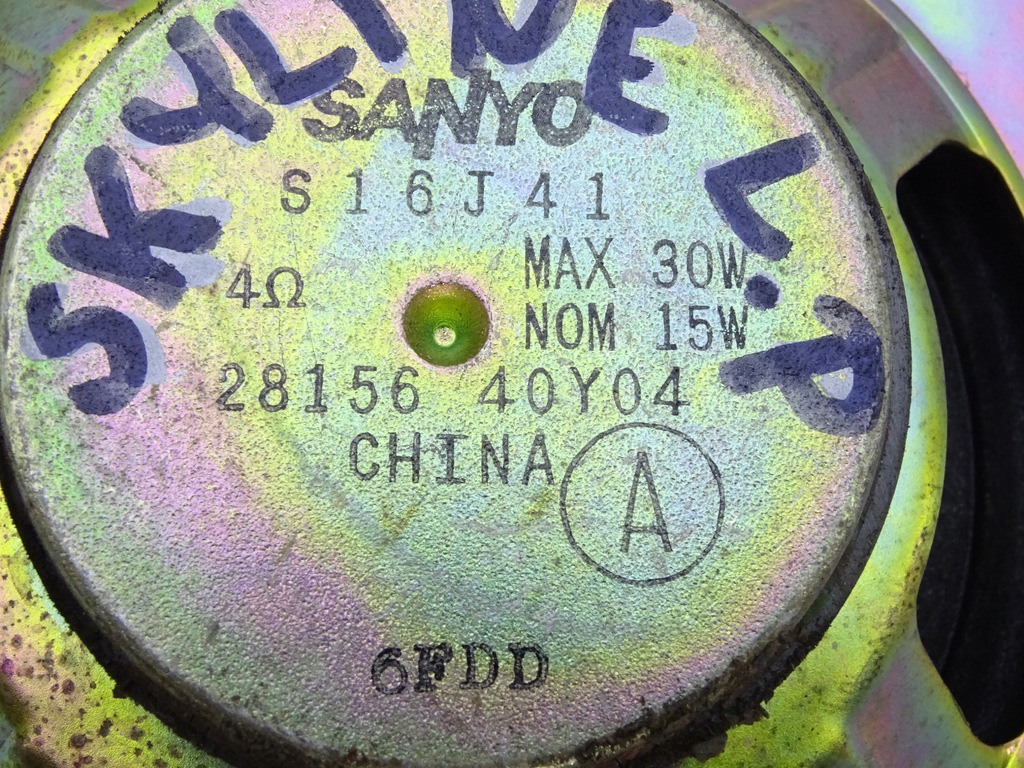 SKYLINE L.P
SANYO
S16J41
4Ω
MAX 30W
NOM 15W
28156 40Y04
CHINA
A
6FDD